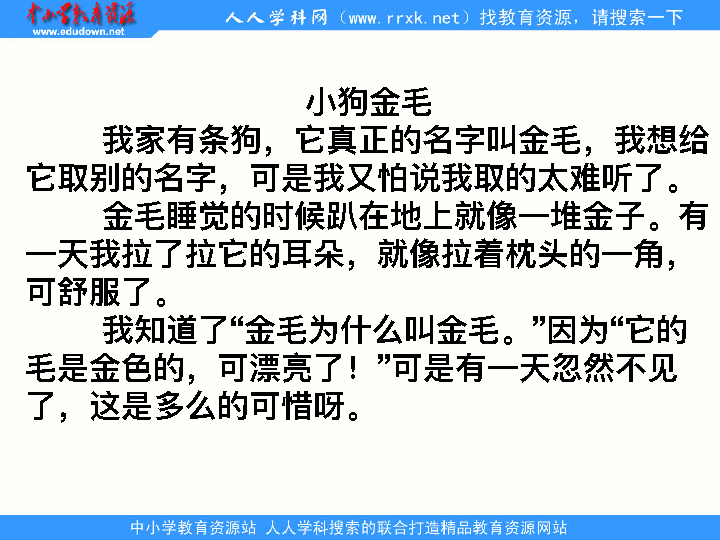 中小学教育资源
www.edudown.net
人人学科网（www.rrxk.net）找教育资源，请搜索一下
小狗金毛
我家有条狗，它真正的名字叫金毛，我想给
它取别的名字，可是我又怕说我取的太难听了。
金毛睡觉的时候趴在地上就像一堆金子。有
一天我拉了拉它的耳朵，就像拉着枕头的一角，
可舒服了。
我知道了“金毛为什么叫金毛。”因为“它的
毛是金色的，可漂亮了！”可是有一天忽然不见
了，这是多么的可惜呀。
中小学教育资源站 人人学科搜索的联合打造精品教育资源网站